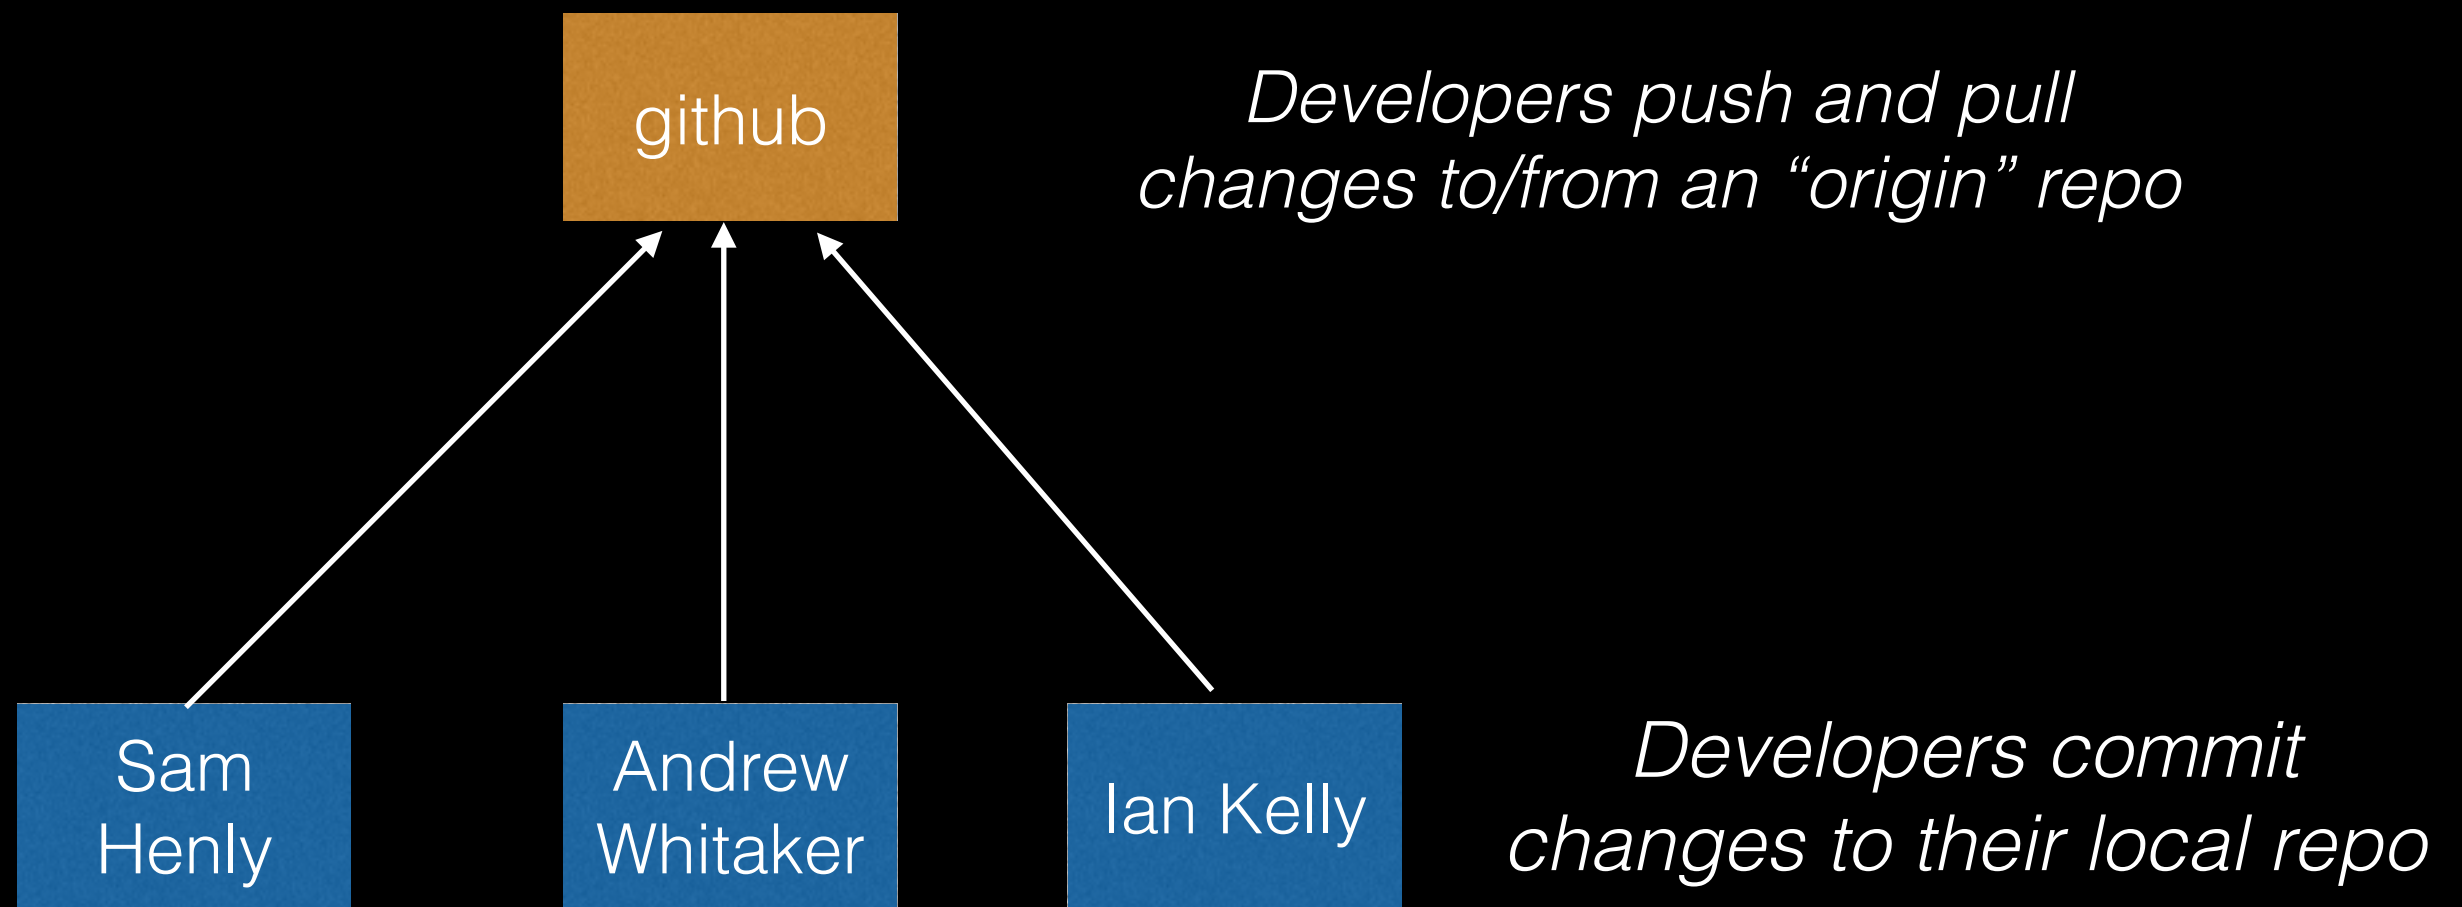 github
Developers push and pull
changes to/from an “origin” repo
Sam
Henly
Andrew
Whitaker
Ian Kelly
Developers commit
changes to their local repo